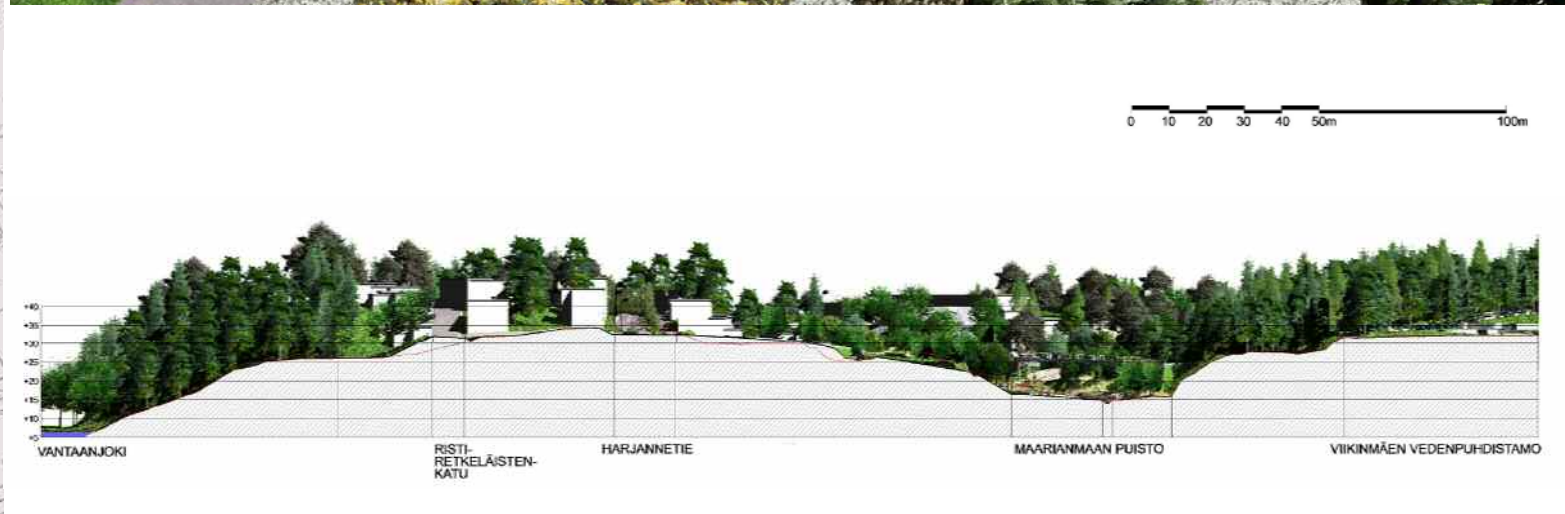 0 10 20 30 40 50m 100m
+40
+35
+30
+25
+20
+15
+10
+5
VANTAANJOKI
RISTI-
RETKELÄISTEN-
KATU
HARJANNETIE
MAARIANMAAN PUISTO
VIIKINMÄEN VEDENPUHDISTAMO